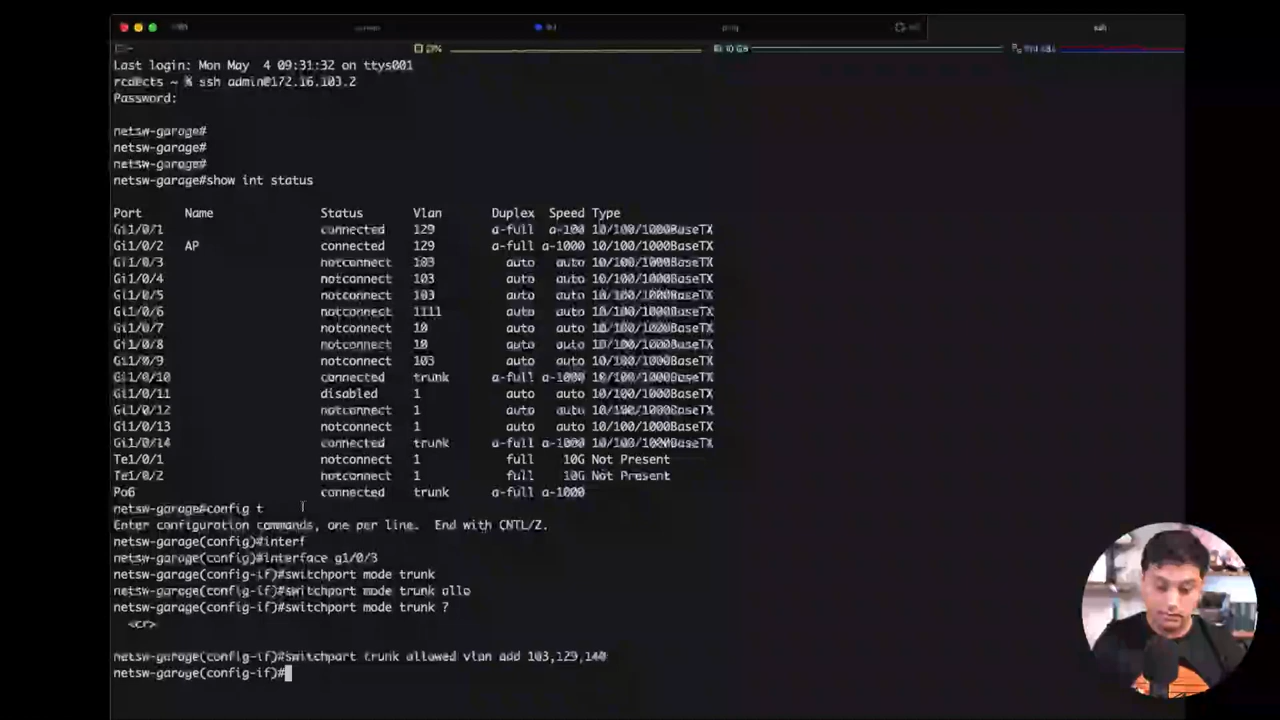 Last login: Mon May  4 09:31:32 on ttys001
rcdects ~ % ssh admin@172.16.103.2
Password:
netsw-garage#
netsw-garage#
netsw-garage#
netsw-garage#show int status
Port      Name               Status       Vlan       Duplex  Speed Type
Gi1/0/1                      connected    129        a-full  a-100 10/100/1000BaseTX
Gi1/0/2   AP                 connected    129        a-full a-1000 10/100/1000BaseTX
Gi1/0/3                      notconnect   103          auto   auto 10/100/1000BaseTX
Gi1/0/4                      notconnect   103          auto   auto 10/100/1000BaseTX
Gi1/0/5                      notconnect   103          auto   auto 10/100/1000BaseTX
Gi1/0/6                      notconnect   1111         auto   auto 10/100/1000BaseTX
Gi1/0/7                      notconnect   10           auto   auto 10/100/1000BaseTX
Gi1/0/8                      notconnect   10           auto   auto 10/100/1000BaseTX
Gi1/0/9                      notconnect   103          auto   auto 10/100/1000BaseTX
Gi1/0/10                     connected    trunk      a-full a-1000 10/100/1000BaseTX
Gi1/0/11                     disabled     1            auto   auto 10/100/1000BaseTX
Gi1/0/12                     notconnect   1            auto   auto 10/100/1000BaseTX
Gi1/0/13                     notconnect   1            auto   auto 10/100/1000BaseTX
Gi1/0/14                     connected    trunk      a-full a-1000 10/100/1000BaseTX
Te1/0/1                      notconnect   1            full    10G Not Present
Te1/0/2                      notconnect   1            full    10G Not Present
Po6                          connected    trunk      a-full a-1000
netsw-garage#config t
Enter configuration commands, one per line.  End with CNTL/Z.
netsw-garage(config)#interf
netsw-garage(config)#interface g1/0/3
netsw-garage(config-if)#switchport mode trunk
netsw-garage(config-if)#switchport mode trunk allo
netsw-garage(config-if)#switchport mode trunk ?
  <cr>
netsw-garage(config-if)#switchport trunk allowed vlan add 103,129,140
netsw-garage(config-if)#